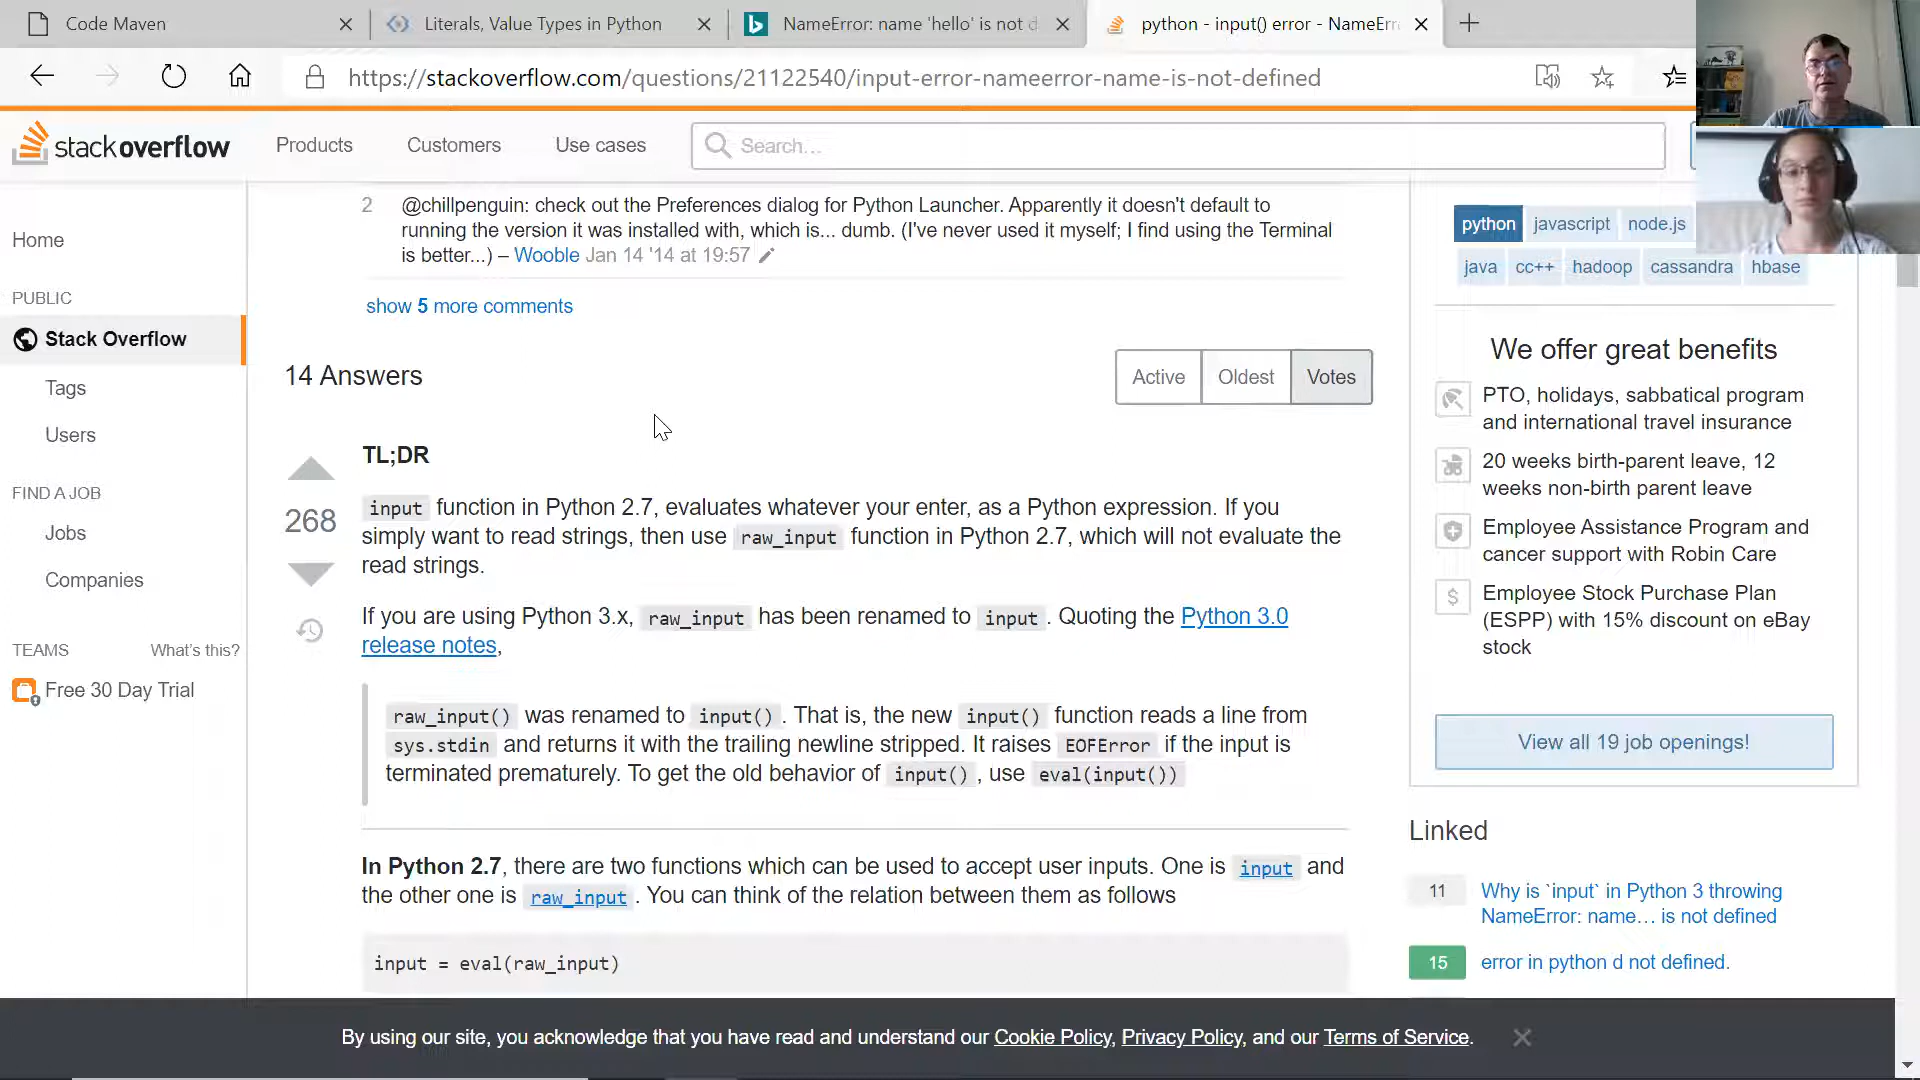 Code Maven
Literals, Value Types in Python
NameError: name 'hello' is not d
python - input() error - NameErr
https://stackoverflow.com/questions/21122540/input-error-nameerror-name-is-not-defined
stackoverflow
Products
Customers
Use cases
Search...
Home
PUBLIC
Stack Overflow
Tags
Users
FIND A JOB
Jobs
Companies
TEAMS
What's this?
Free 30 Day Trial
2
@chillpenguin: check out the Preferences dialog for Python Launcher. Apparently it doesn't default to
running the version it was installed with, which is... dumb. (I've never used it myself; I find using the Terminal
is better...) – Wooble Jan 14 '14 at 19:57
show 5 more comments
14 Answers
Active
Oldest
Votes
268
TL;DR
input function in Python 2.7, evaluates whatever your enter, as a Python expression. If you
simply want to read strings, then use raw_input function in Python 2.7, which will not evaluate the
read strings.
If you are using Python 3.x, raw_input has been renamed to input . Quoting the Python 3.0
release notes,
raw_input() was renamed to input() . That is, the new input() function reads a line from
sys.stdin and returns it with the trailing newline stripped. It raises EOFError if the input is
terminated prematurely. To get the old behavior of input() , use eval(input())
In Python 2.7, there are two functions which can be used to accept user inputs. One is input and
the other one is raw_input . You can think of the relation between them as follows
input = eval(raw_input)
python javascript node.js
java cc++ hadoop cassandra hbase
We offer great benefits
PTO, holidays, sabbatical program
and international travel insurance
20 weeks birth-parent leave, 12
weeks non-birth parent leave
Employee Assistance Program and
cancer support with Robin Care
$
Employee Stock Purchase Plan
(ESPP) with 15% discount on eBay
stock
View all 19 job openings!
Linked
11
Why is `input` in Python 3 throwing
NameError: name... is not defined
15
error in python d not defined.
By using our site, you acknowledge that you have read and understand our Cookie Policy, Privacy Policy, and our Terms of Service.